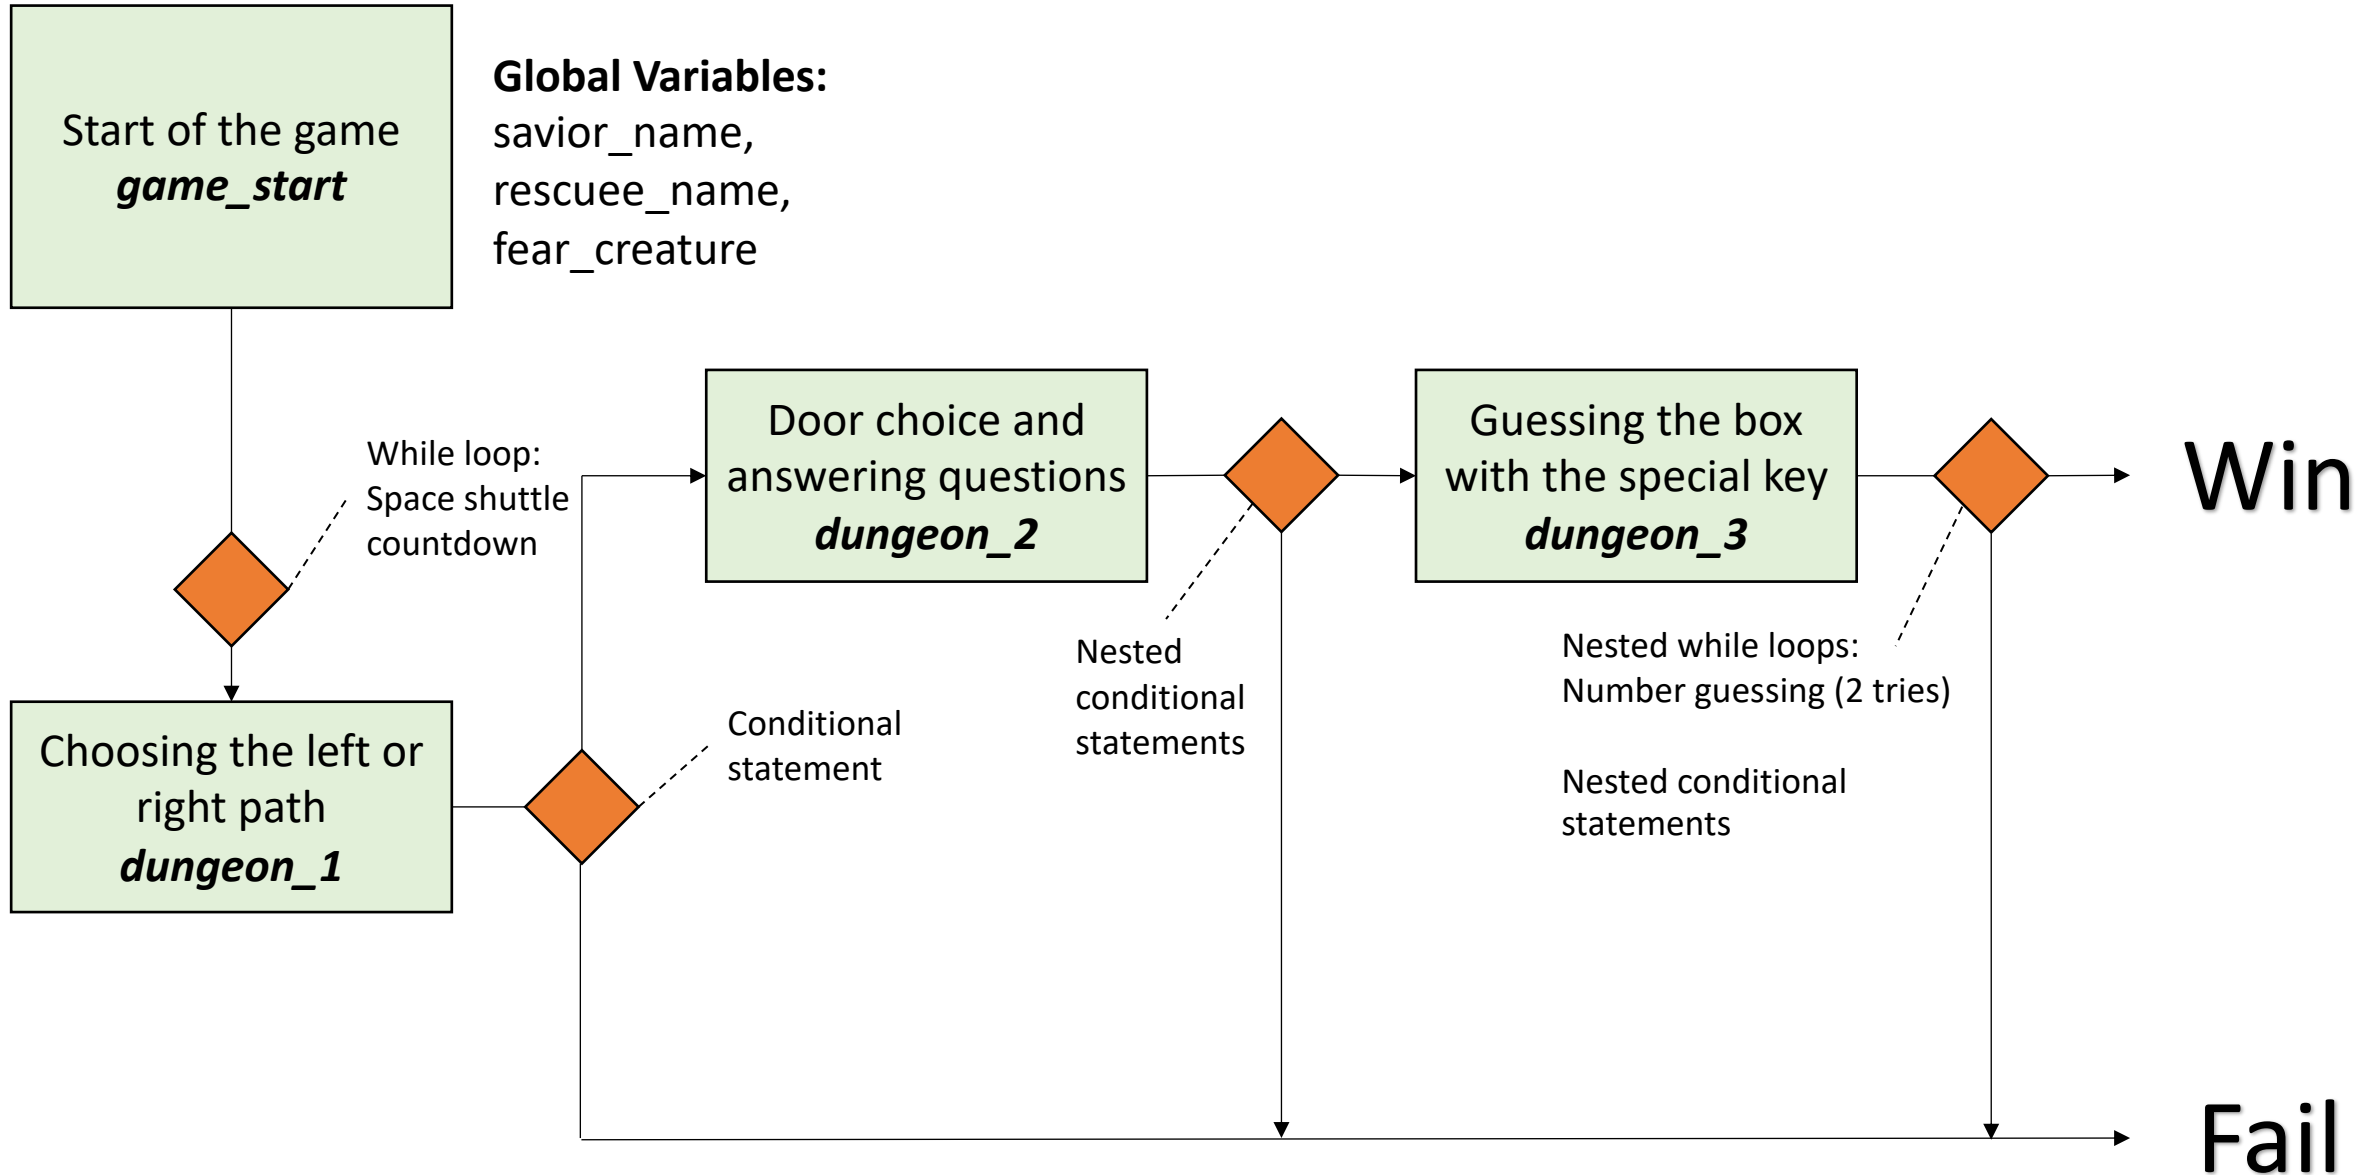 Start of the game
game_start
Global Variables:
savior_name,
rescuee_name,
fear_creature
While loop:
Space shuttle
countdown
Door choice and
answering questions
dungeon_2
Guessing the box
with the special key
dungeon_3
Win
Nested
conditional
statements
Nested while loops:
Number guessing (2 tries)
Nested conditional
statements
Choosing the left or
right path
dungeon_1
Conditional
statement
Fail